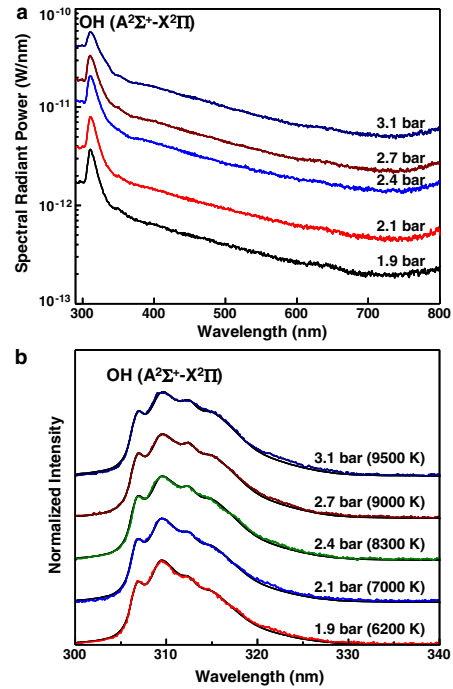 a
OH (A²Σ⁺-X²Π)
10⁻¹⁰
10⁻¹¹
10⁻¹²
10⁻¹³
Spectral Radiant Power (W/nm)
3.1 bar
2.7 bar
2.4 bar
2.1 bar
1.9 bar
300 400 500 600 700 800
Wavelength (nm)
b
OH (A²Σ⁺-X²Π)
Normalized Intensity
3.1 bar (9500 K)
2.7 bar (9000 K)
2.4 bar (8300 K)
2.1 bar (7000 K)
1.9 bar (6200 K)
300 310 320 330 340
Wavelength (nm)